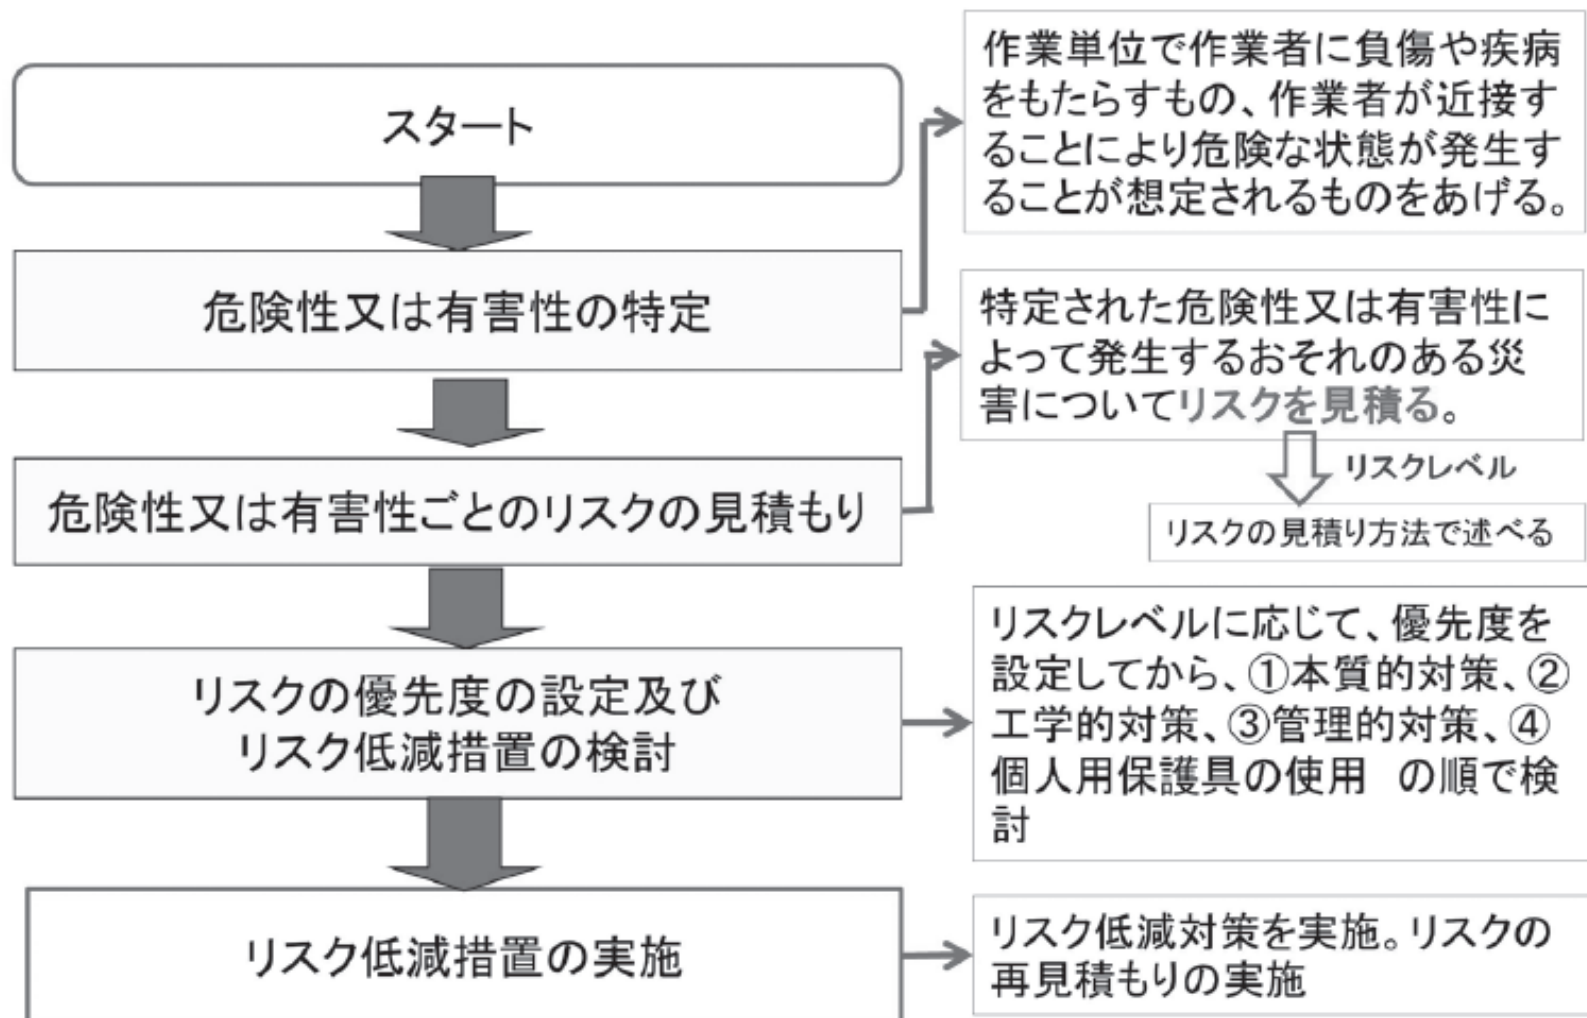 スタート
作業単位で作業者に負傷や疾病
をもたらすもの、作業者が近接す
ることにより危険な状態が発生す
ることが想定されるものをあげる。
危険性又は有害性の特定
特定された危険性又は有害性に
よって発生するおそれのある災
害についてリスクを見積る。
リスクレベル
リスクの見積り方法で述べる
危険性又は有害性ごとのリスクの見積もり
リスクの優先度の設定及び
リスク低減措置の検討
リスクレベルに応じて、優先度を
設定してから、①本質的対策、②
工学的対策、③管理的対策、④
個人用保護具の使用　の順で検
討
リスク低減措置の実施
リスク低減対策を実施。リスクの
再見積もりの実施